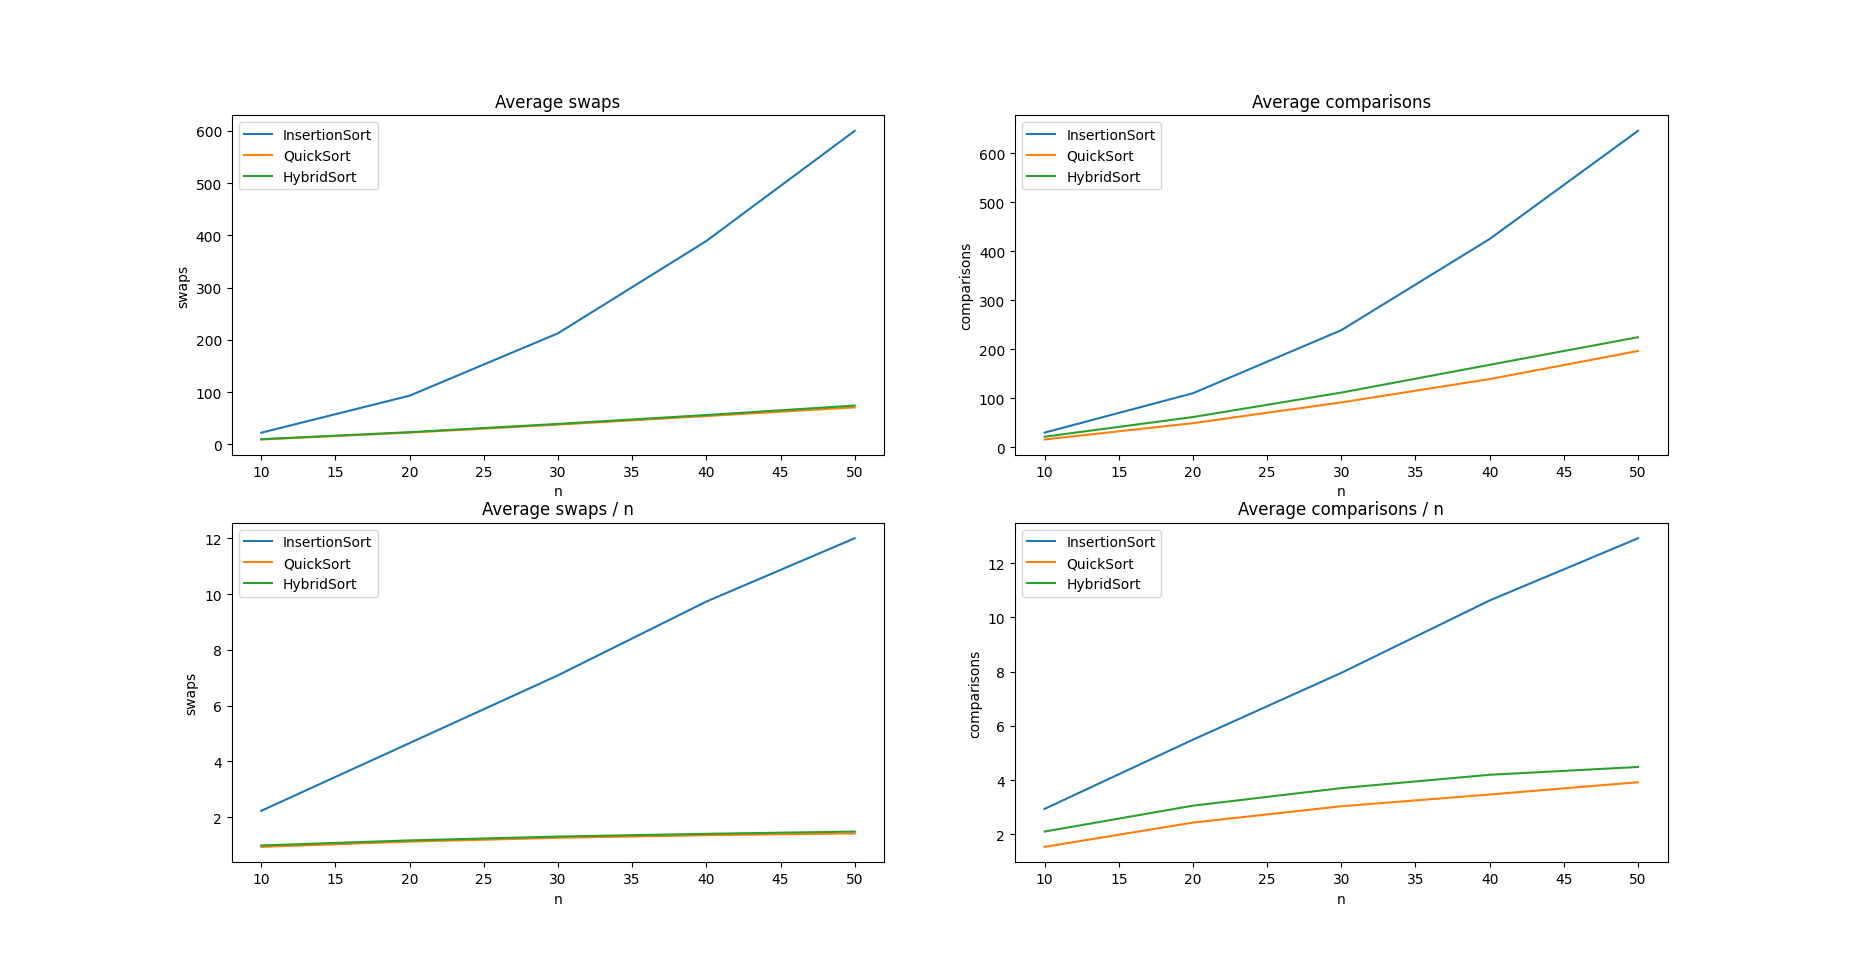 Average swaps
InsertionSort
QuickSort
HybridSort
600
500
400
300
200
100
0
swaps
10 15 20 25 30 35 40 45 50
n
Average comparisons
InsertionSort
QuickSort
HybridSort
600
500
400
300
200
100
0
comparisons
10 15 20 25 30 35 40 45 50
n
Average swaps / n
InsertionSort
QuickSort
HybridSort
12
10
8
6
4
2
swaps
10 15 20 25 30 35 40 45 50
n
Average comparisons / n
InsertionSort
QuickSort
HybridSort
12
10
8
6
4
2
comparisons
10 15 20 25 30 35 40 45 50
n